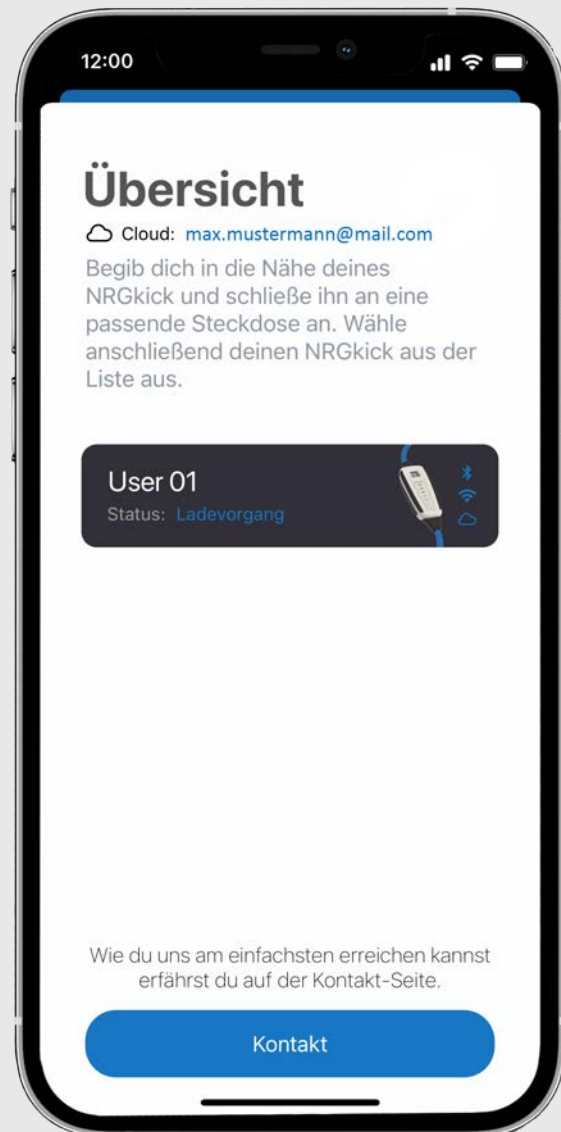 12:00
Übersicht
Cloud: max.mustermann@mail.com
Begib dich in die Nähe deines
NRGkick und schließe ihn an eine
passende Steckdose an. Wähle
anschließend deinen NRGkick aus der
Liste aus.
User 01
Status: Ladevorgang
Wie du uns am einfachsten erreichen kannst
erfährst du auf der Kontakt-Seite.
Kontakt